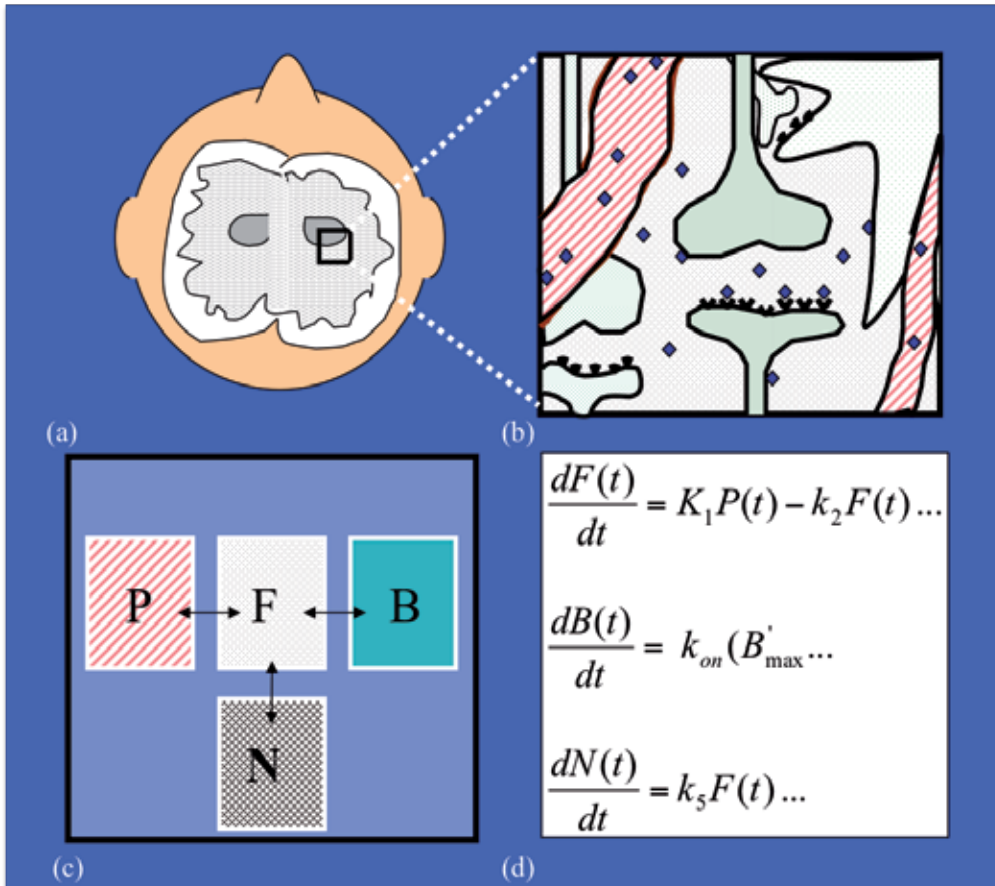 (a)
(b)
P F B
N
(c)
dF(t)/dt = K₁P(t) − k₂F(t) ...
dB(t)/dt = k_on (B'_max ...
dN(t)/dt = k₅F(t) ...
(d)